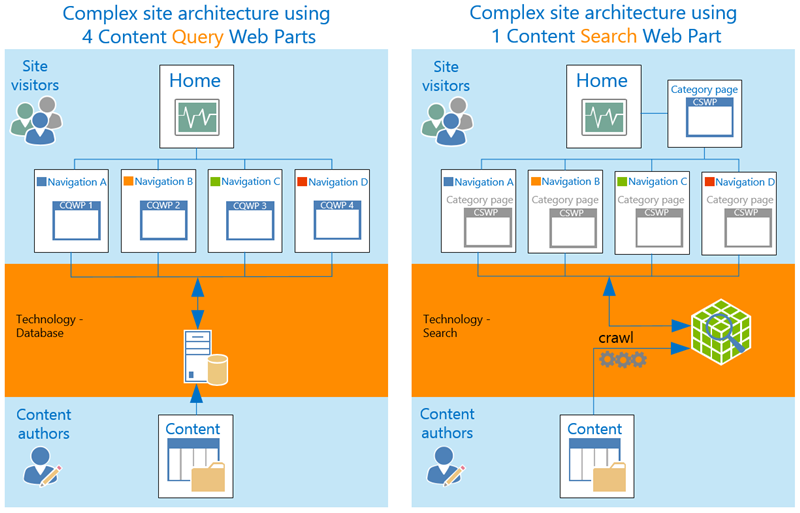 Complex site architecture using
4 Content Query Web Parts
Site
visitors
Home
Navigation A
Navigation B
Navigation C
Navigation D
CQWP 1
CQWP 2
CQWP 3
CQWP 4
Technology -
Database
Content
authors
Content
Complex site architecture using
1 Content Search Web Part
Site
visitors
Home
Category page
CSWP
Navigation A
Navigation B
Navigation C
Navigation D
Category page
Category page
Category page
Category page
CSWP
CSWP
CSWP
CSWP
Technology -
Search
crawl
Content
authors
Content